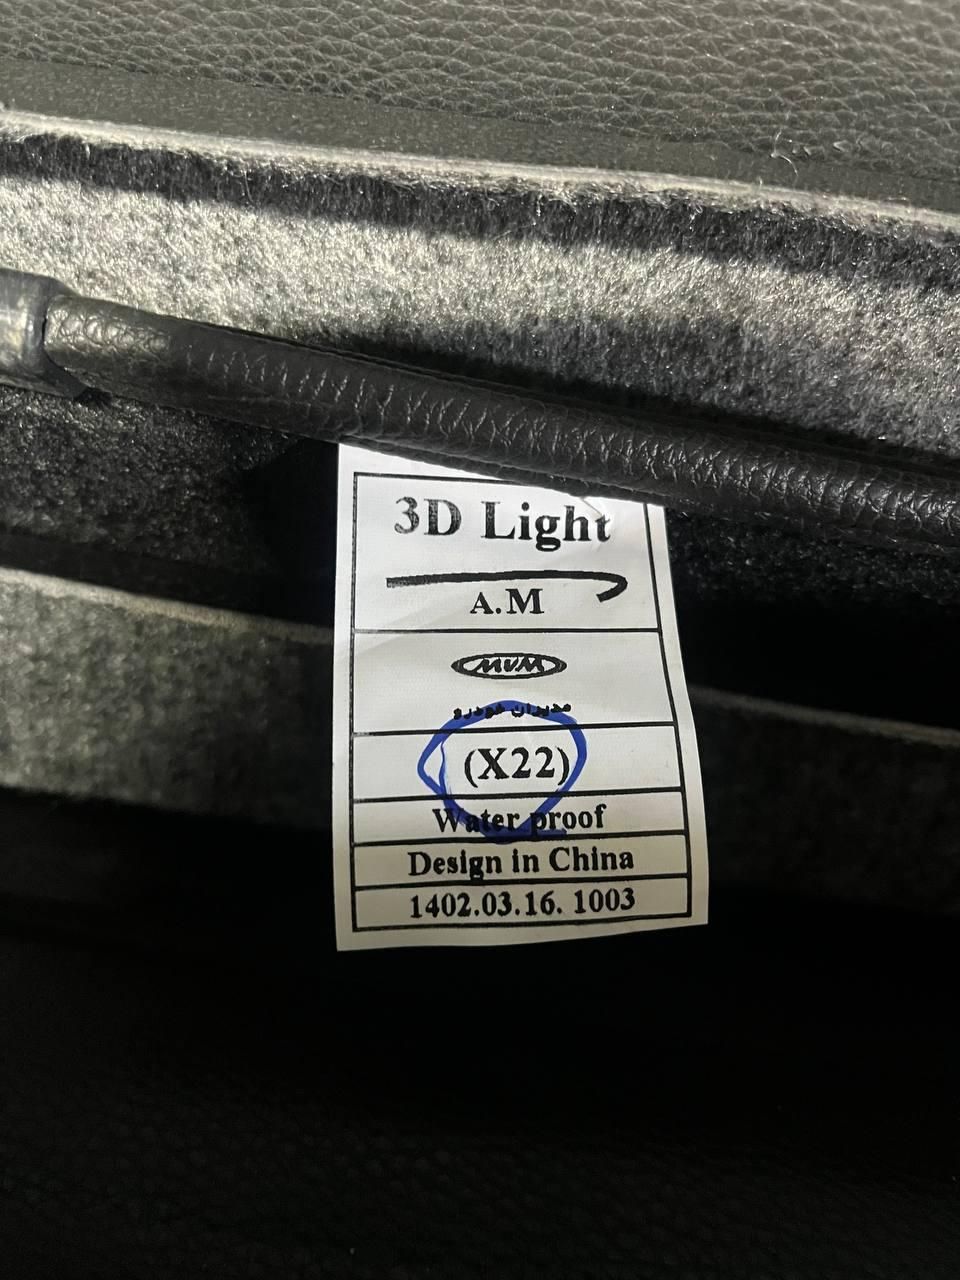 3D Light
A.M
MVM
مدیران خودرو
(X22)
Water proof
Design in China
1402.03.16. 1003